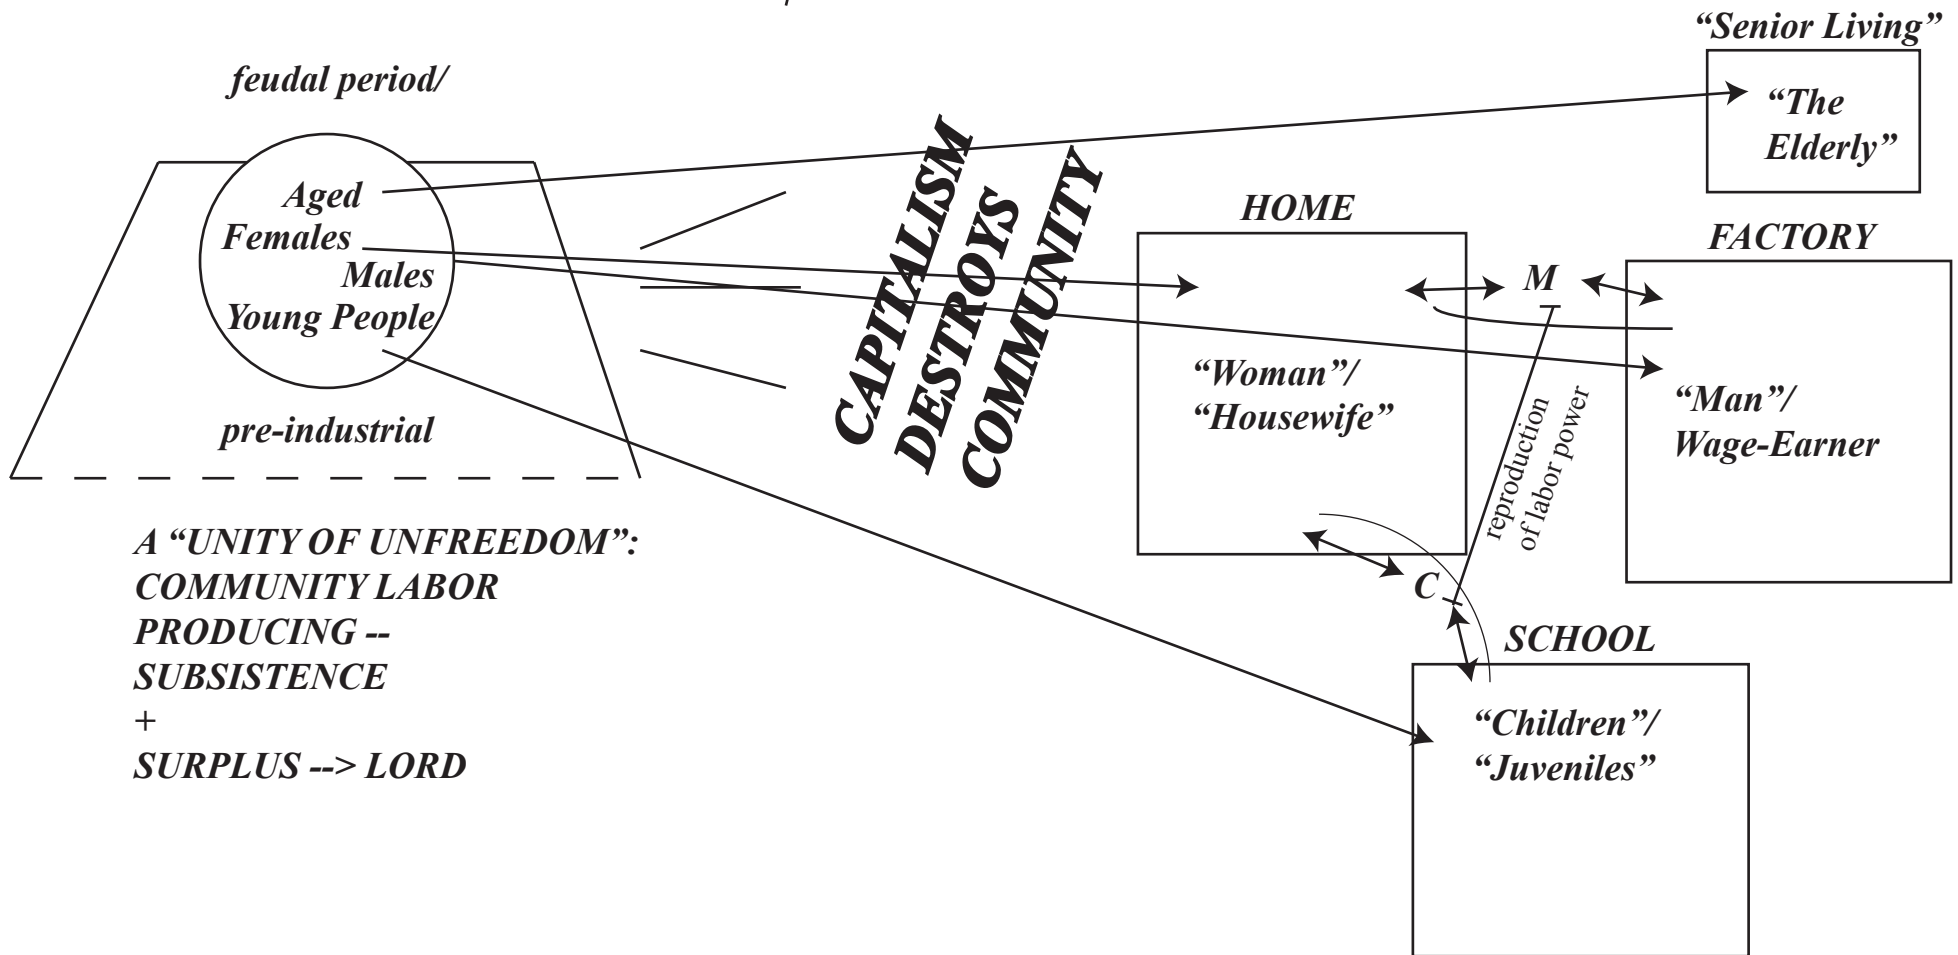 feudal period/
Aged
Females
Males
Young People
pre-industrial
A “UNITY OF UNFREEDOM”:
COMMUNITY LABOR
PRODUCING --
SUBSISTENCE
+
SURPLUS --> LORD
CAPITALISM
DESTROYS
COMMUNITY
“Senior Living”
“The
Elderly”
HOME
“Woman”/
“Housewife”
M
FACTORY
“Man”/
Wage-Earner
reproduction
of labor power
C
SCHOOL
“Children”/
“Juveniles”